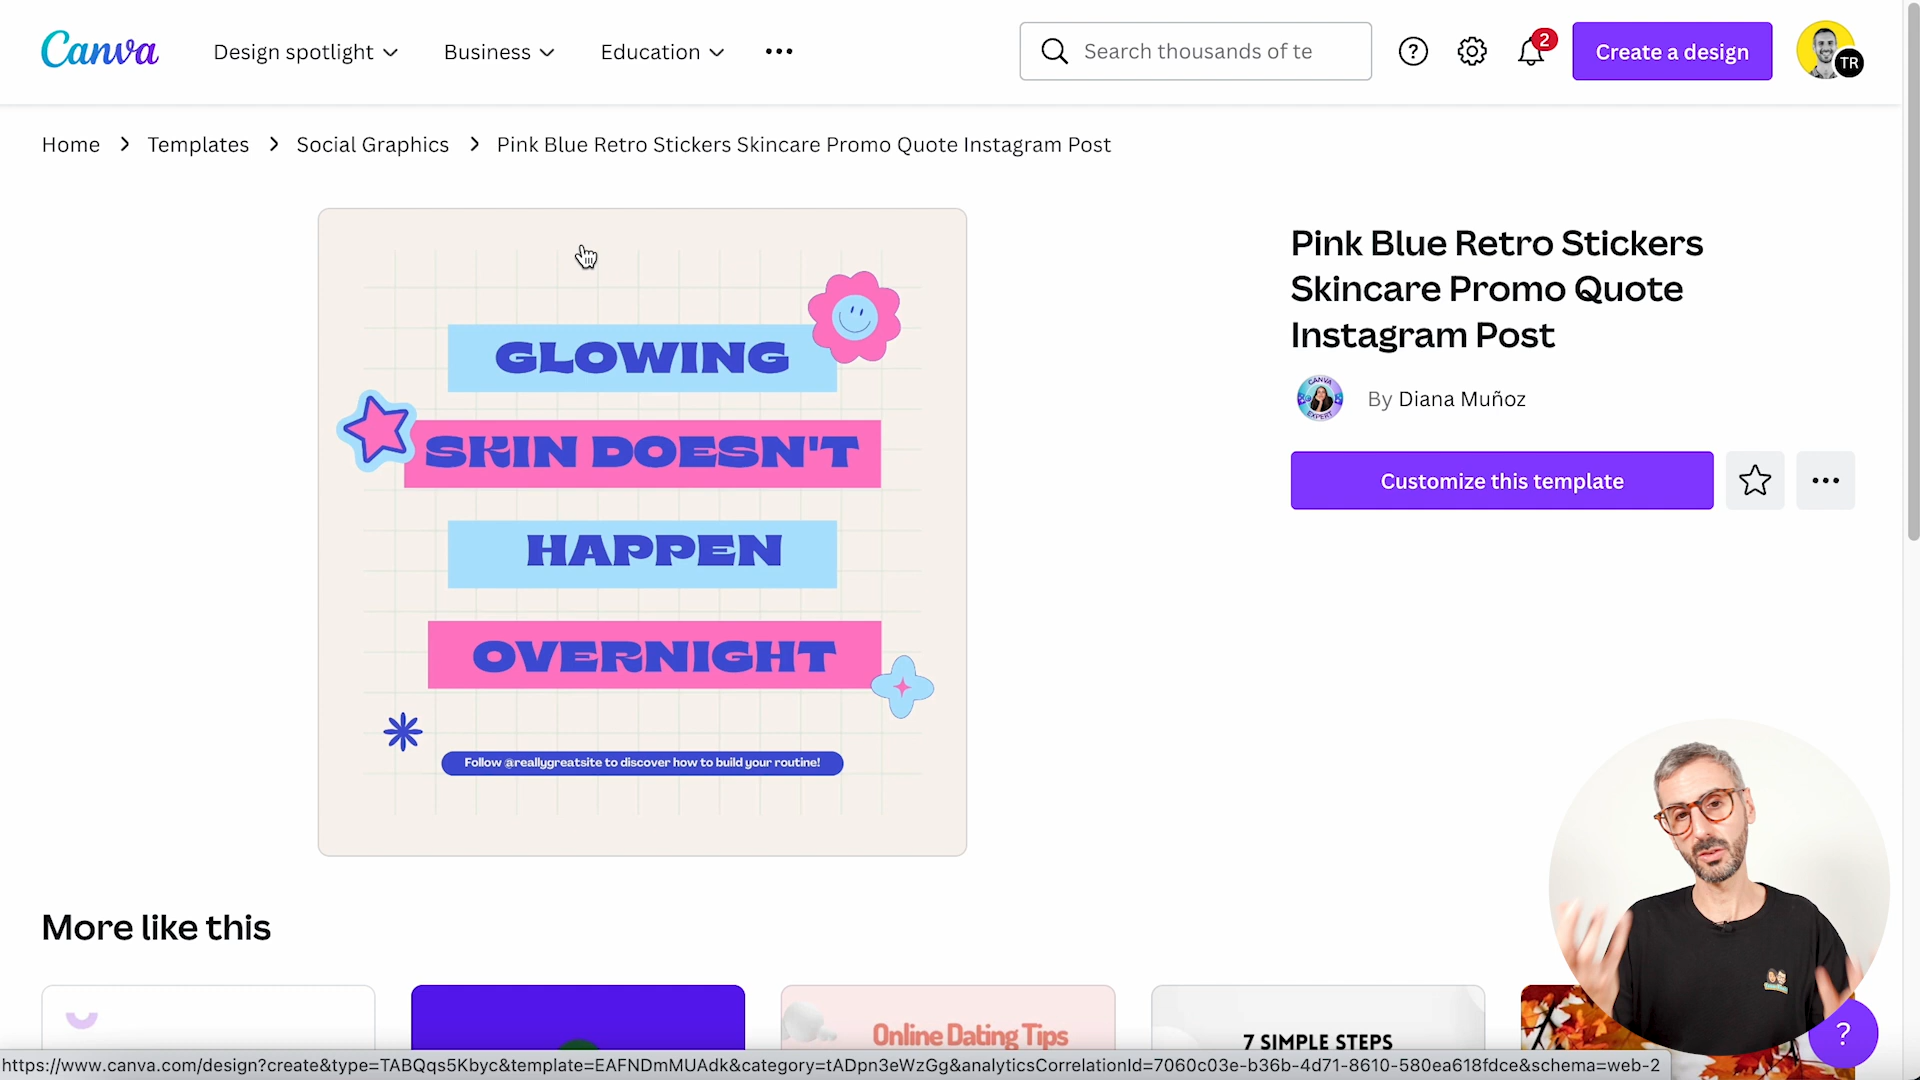 Canva
Design spotlight
Business
Education
Search thousands of te
2
Create a design
TR
Home
Templates
Social Graphics
Pink Blue Retro Stickers Skincare Promo Quote Instagram Post
GLOWING
SKIN DOESN'T
HAPPEN
OVERNIGHT
Follow @reallygreatsite to discover how to build your routine!
Pink Blue Retro Stickers
Skincare Promo Quote
Instagram Post
CANVA
EXPERT
By Diana Muñoz
Customize this template
More like this
Online Dating Tips
7 SIMPLE STEPS
?
https://www.canva.com/design?create&type=TABQqs5Kbyc&template=EAFNDmMUAdk&category=tADpn3eWzGg&analyticsCorrelationId=7060c03e-b36b-4d71-8610-580ea618fdce&schema=web-2